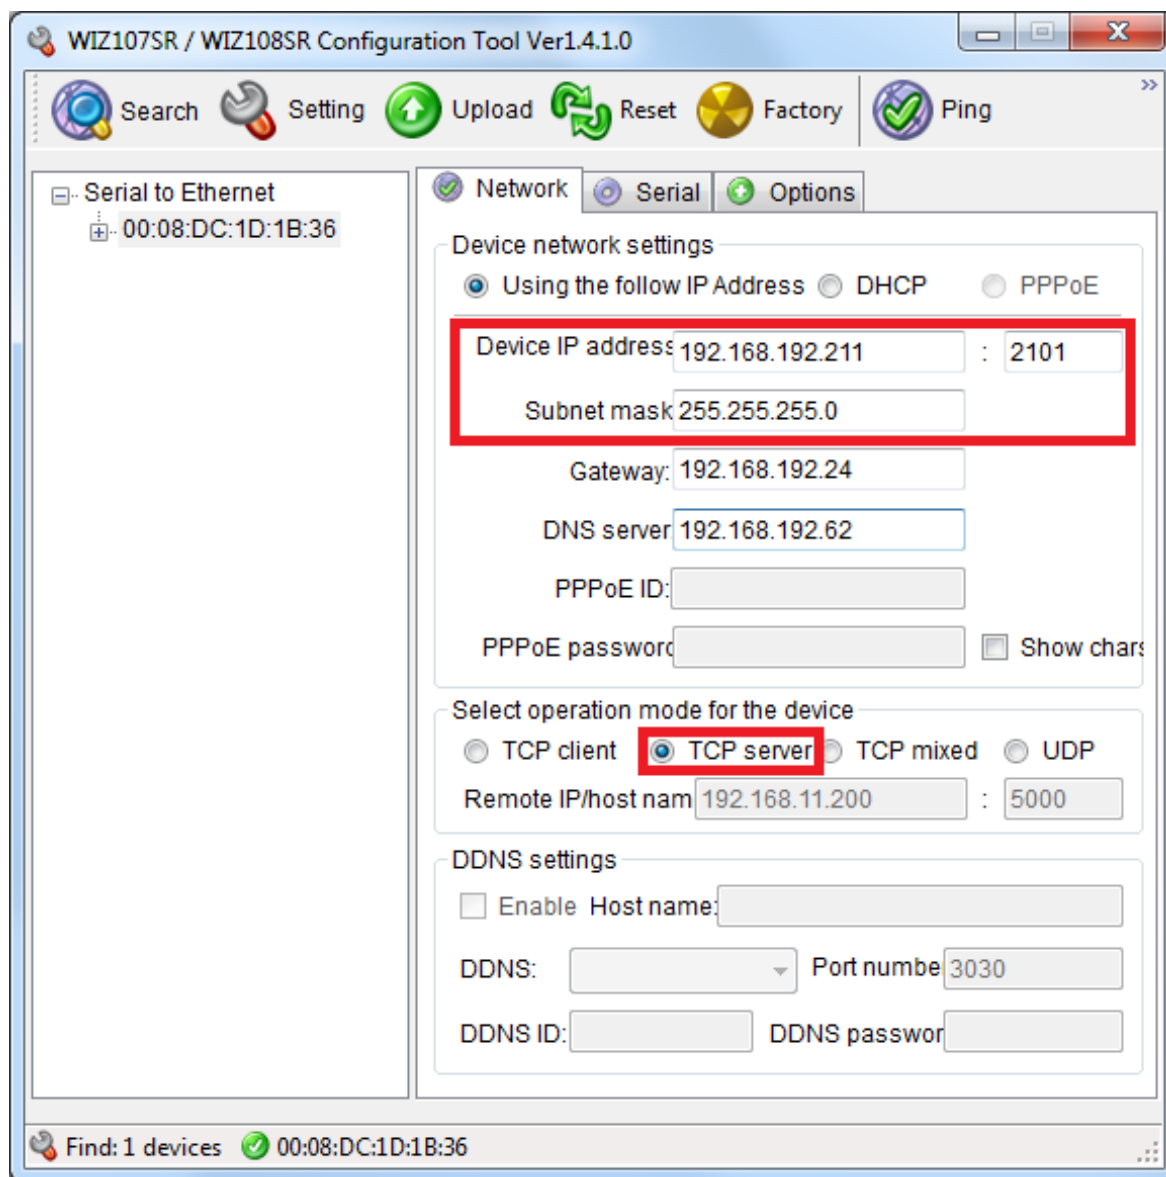 WIZ107SR / WIZ108SR Configuration Tool Ver1.4.1.0
Search Setting Upload Reset Factory Ping
Serial to Ethernet
00:08:DC:1D:1B:36
Network Serial Options
Device network settings
Using the follow IP Address DHCP PPPoE
Device IP address 192.168.192.211 : 2101
Subnet mask 255.255.255.0
Gateway: 192.168.192.24
DNS server 192.168.192.62
PPPoE ID:
PPPoE password Show chars
Select operation mode for the device
TCP client TCP server TCP mixed UDP
Remote IP/host nam 192.168.11.200 : 5000
DDNS settings
Enable Host name:
DDNS: Port numbe 3030
DDNS ID: DDNS passwor
Find: 1 devices 00:08:DC:1D:1B:36